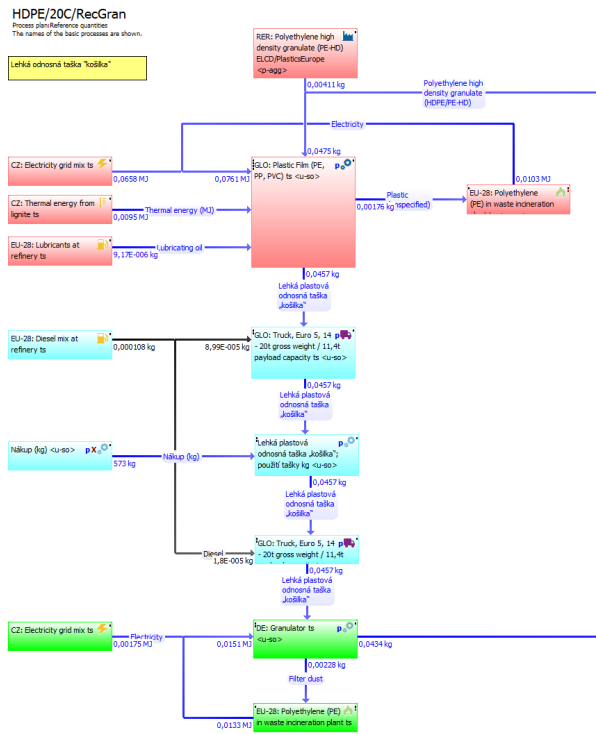 HDPE/20C/RecGran
Process plan:Reference quantities
The names of the basic processes are shown.
Lehká odnosná taška "košilka"
RER: Polyethylene high
density granulate (PE-HD)
ELCD/PlasticsEurope
<p-agg>
0,00411 kg
Polyethylene high
density granulate
(HDPE/PE-HD)
Electricity
0,0475 kg
CZ: Electricity grid mix ts
0,0658 MJ
0,0761 MJ
GLO: Plastic Film (PE,
PP, PVC) ts <u-so>
0,0103 MJ
Plastic
0,00176 kg
EU-28: Polyethylene
(PE) in waste incineration
CZ: Thermal energy from
lignite ts
0,0095 MJ
Thermal energy (MJ)
EU-28: Lubricants at
refinery ts
9,17E-006 kg
Lubricating oil
0,0457 kg
Lehká plastová
odnosná taška
„košilka“
EU-28: Diesel mix at
refinery ts
0,000108 kg
8,99E-005 kg
GLO: Truck, Euro 5, 14
- 20t gross weight / 11,4t
payload capacity ts <u-so>
0,0457 kg
Lehká plastová
odnosná taška
„košilka“
Nákup (kg) <u-so>
pX
573 kg
Nákup (kg)
Lehká plastová
odnosná taška „košilka“;
použití tašky kg <u-so>
0,0457 kg
Lehká plastová
odnosná taška
„košilka“
Diesel
1,8E-005 kg
GLO: Truck, Euro 5, 14
- 20t gross weight / 11,4t
0,0457 kg
Lehká plastová
odnosná taška
„košilka“
CZ: Electricity grid mix ts
0,00175 MJ
Electricity
0,0151 MJ
DE: Granulator ts
<u-so>
0,0434 kg
0,00228 kg
Filter dust
0,0133 MJ
EU-28: Polyethylene (PE)
in waste incineration plant ts